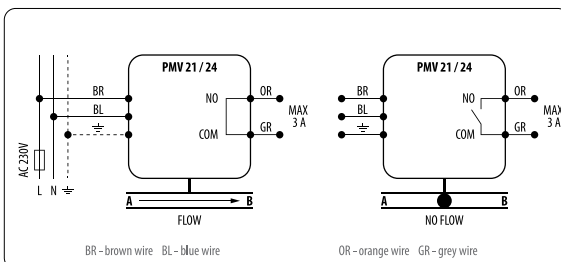 PMV 21 / 24
BR
BL
NO
COM
OR
GR
MAX
3 A
AC 230V
L N
A B
FLOW
PMV 21 / 24
BR
BL
NO
COM
OR
GR
MAX
3 A
A B
NO FLOW
BR – brown wire BL – blue wire OR – orange wire GR – grey wire